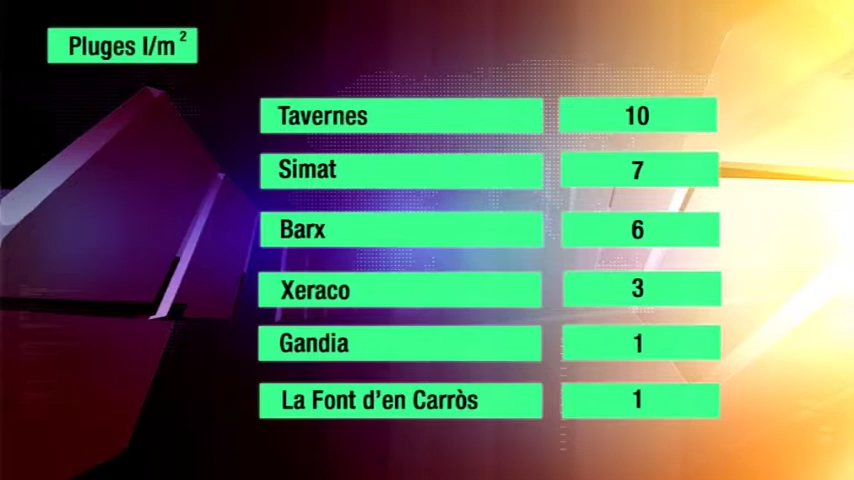 Pluges l/m²
Tavernes 10
Simat 7
Barx 6
Xeraco 3
Gandia 1
La Font d'en Carròs 1